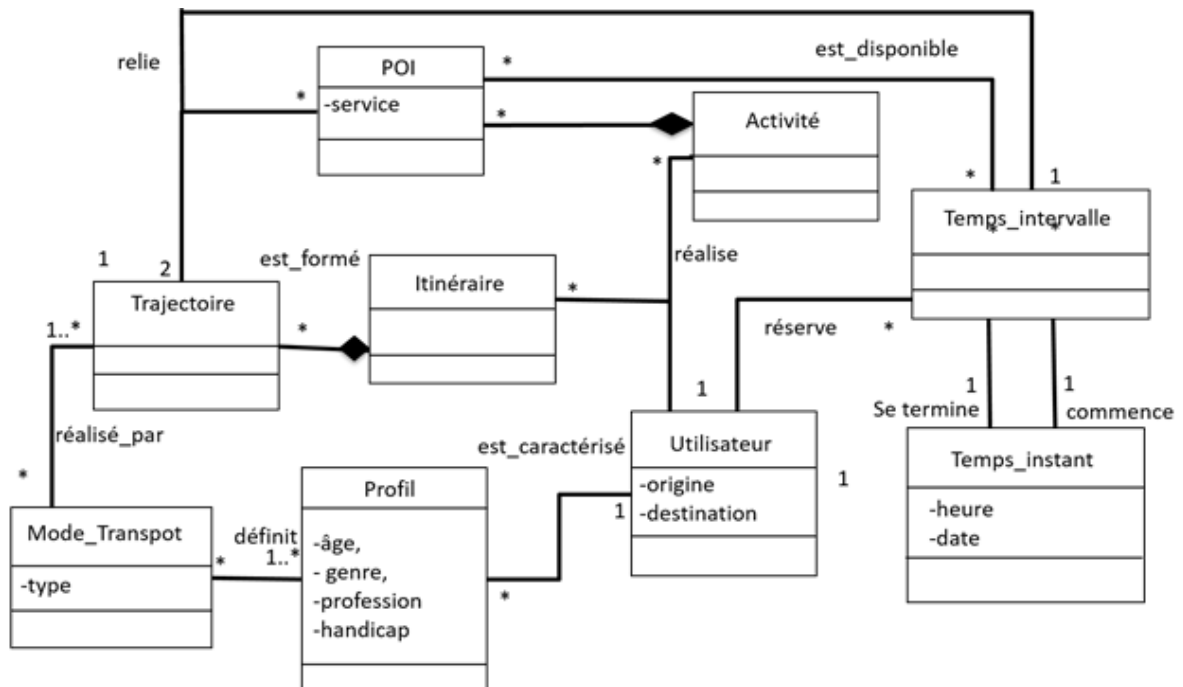 relie
POI
-service
*
*
*
est_disponible
Activité
*
*
1
Temps_intervalle
*
*
réalise
est_formé
Itinéraire
*
1
2
Trajectoire
1..*
*
réserve
*
1
1
1
Se termine
commence
réalisé_par
*
est_caractérisé
Utilisateur
-origine
-destination
1
1
Temps_instant
-heure
-date
Mode_Transpot
-type
définit
1..*
*
Profil
-âge,
- genre,
-profession
-handicap
*